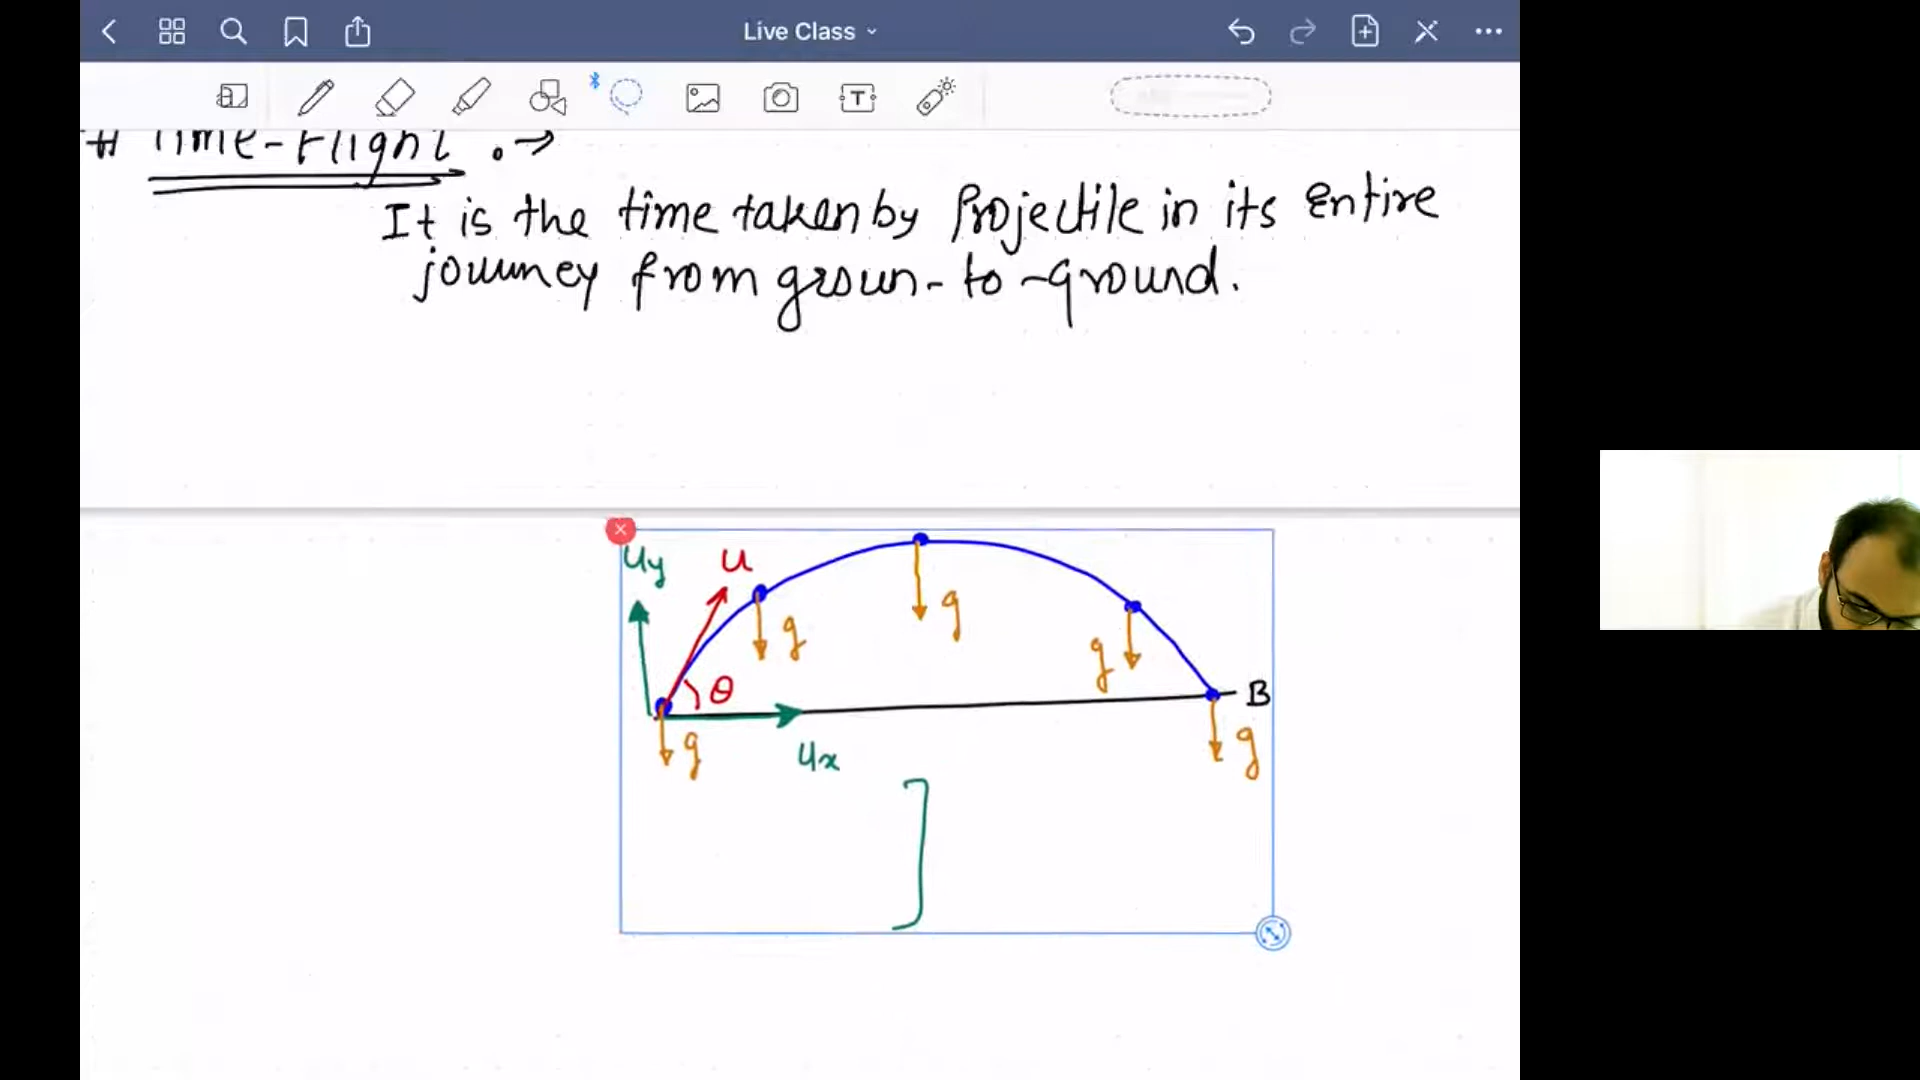 Live Class
# Time-Flight :→
It is the time taken by Projectile in its entire
journey from groun-to-ground.
uy
u
g
g
g
θ
B
g
g
ux